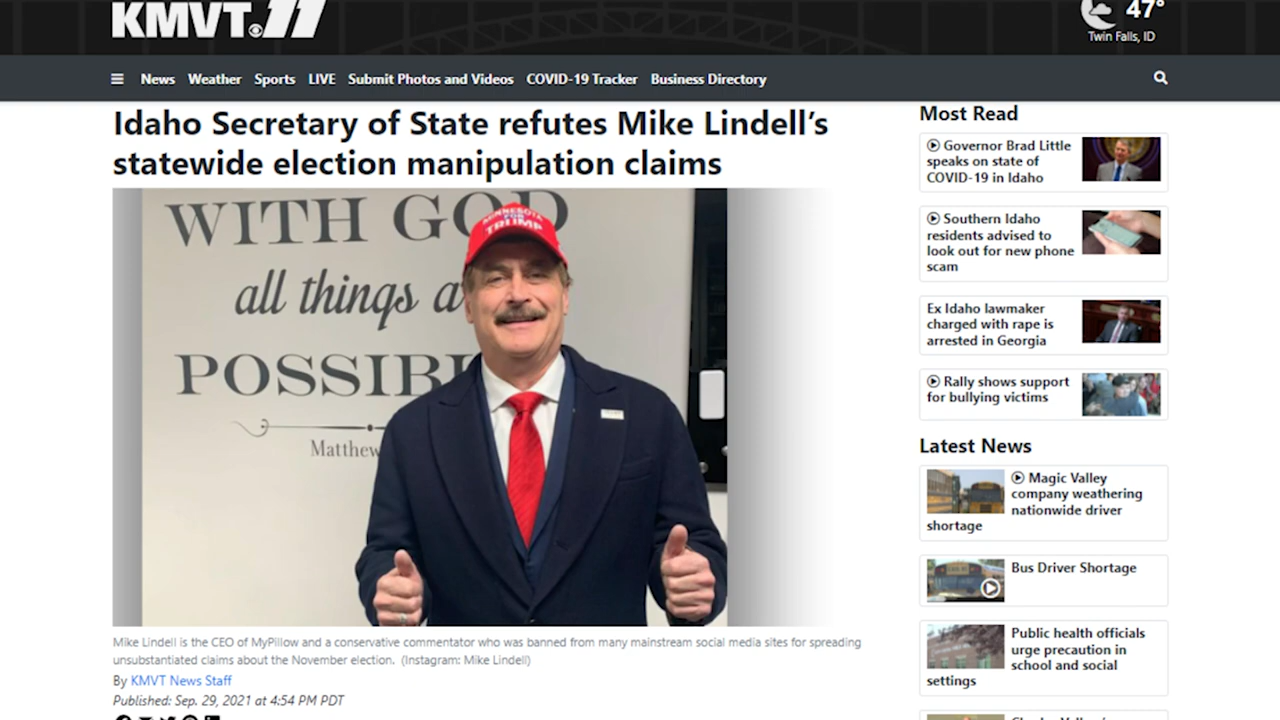 KMVT 11
47°
Twin Falls, ID
News Weather Sports LIVE Submit Photos and Videos COVID-19 Tracker Business Directory
Idaho Secretary of State refutes Mike Lindell's
statewide election manipulation claims
WITH GOD
all things a
POSSIB
Matthew
MINNESOTA
FOR
TRUMP
Mike Lindell is the CEO of MyPillow and a conservative commentator who was banned from many mainstream social media sites for spreading
unsubstantiated claims about the November election. (Instagram: Mike Lindell)
By KMVT News Staff
Published: Sep. 29, 2021 at 4:54 PM PDT
Most Read
Governor Brad Little
speaks on state of
COVID-19 in Idaho
Southern Idaho
residents advised to
look out for new phone
scam
Ex Idaho lawmaker
charged with rape is
arrested in Georgia
Rally shows support
for bullying victims
Latest News
Magic Valley
company weathering
nationwide driver
shortage
Bus Driver Shortage
Public health officials
urge precaution in
school and social
settings